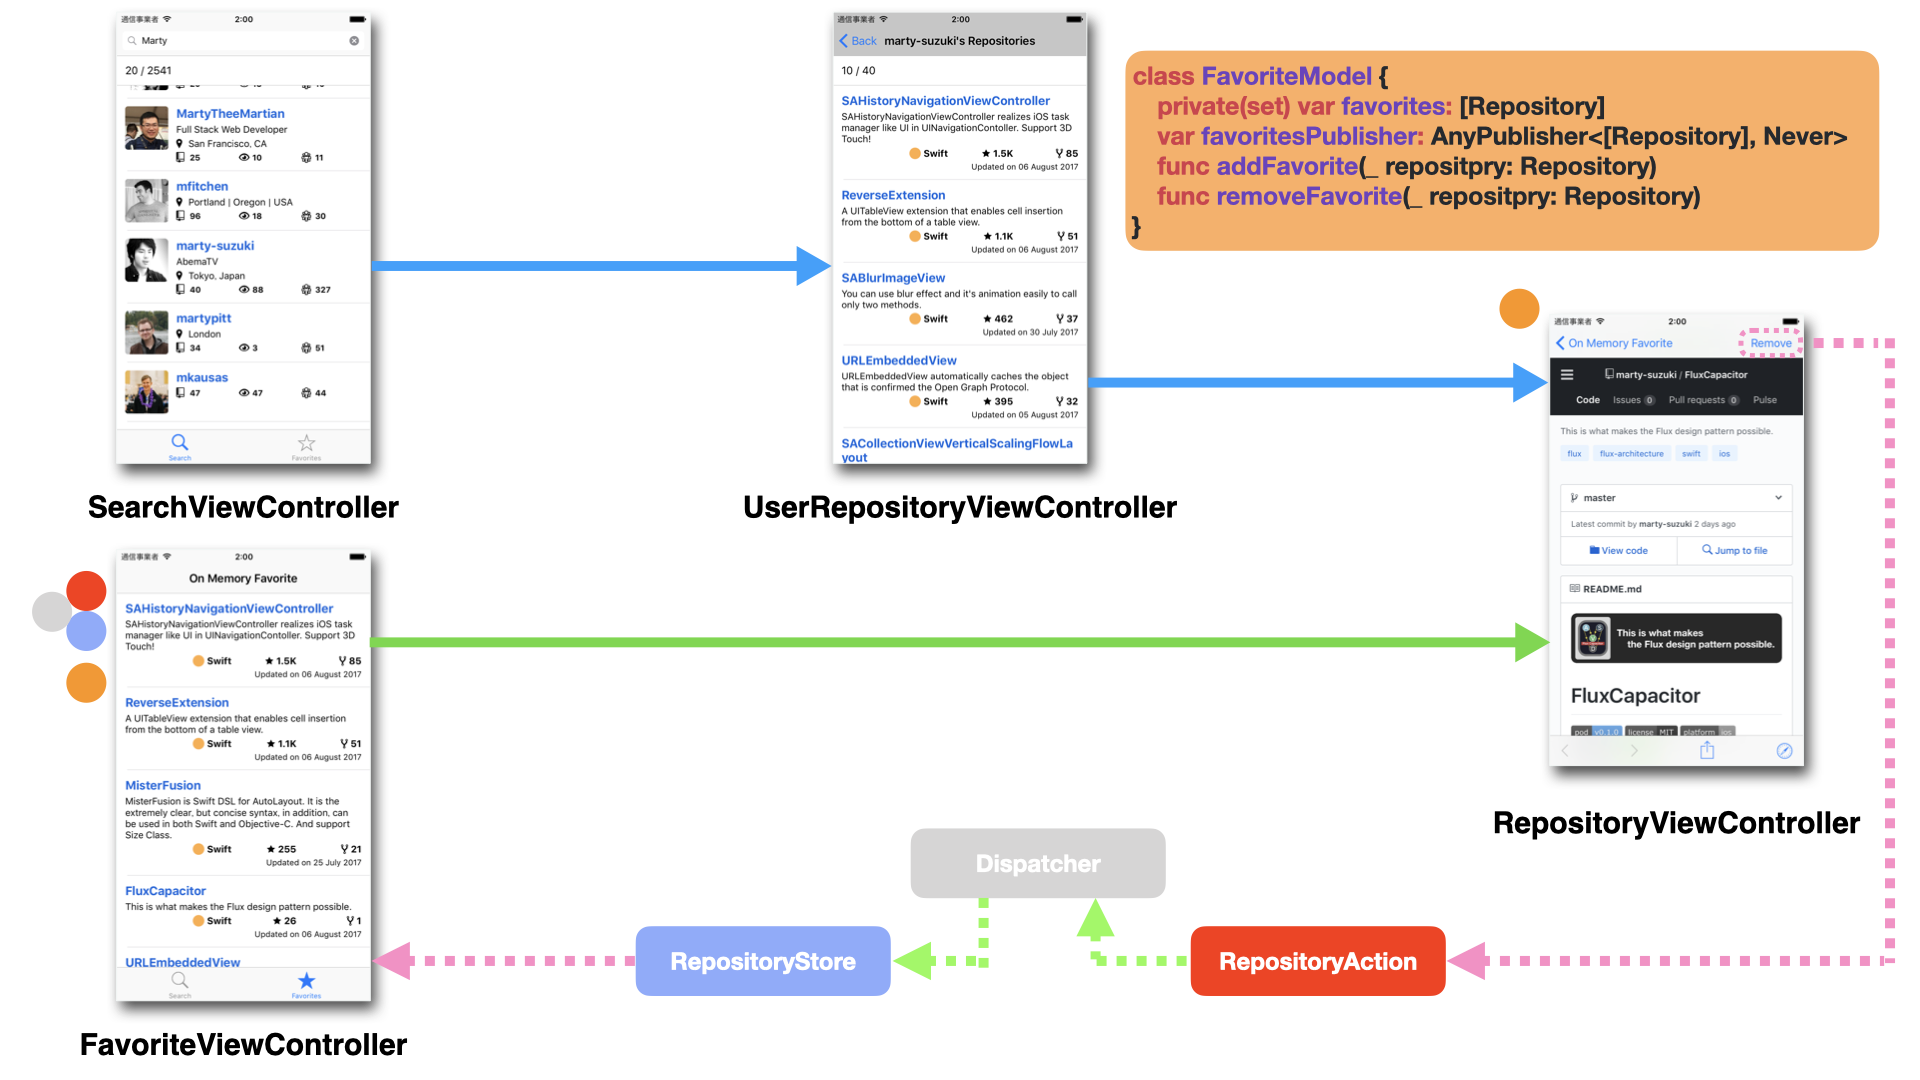 通信事業者 2:00
Marty
20 / 2541
MartyTheeMartian
Full Stack Web Developer
San Francisco, CA
25 10 11
mfitchen
Portland | Oregon | USA
96 18 30
marty-suzuki
AbemaTV
Tokyo, Japan
40 88 327
martypitt
London
34 3 51
mkausas
47 47 44
Search Favorites
SearchViewController
通信事業者 2:00
Back marty-suzuki's Repositories
10 / 40
SAHistoryNavigationViewController
SAHistoryNavigationViewController realizes iOS task
manager like UI in UINavigationContoller. Support 3D
Touch!
Swift ★ 1.5K 85
Updated on 06 August 2017
ReverseExtension
A UITableView extension that enables cell insertion
from the bottom of a table view.
Swift ★ 1.1K 51
Updated on 06 August 2017
SABlurImageView
You can use blur effect and it's animation easily to call
only two methods.
Swift ★ 462 37
Updated on 30 July 2017
URLEmbeddedView
URLEmbeddedView automatically caches the object
that is confirmed the Open Graph Protocol.
Swift ★ 395 32
Updated on 05 August 2017
SACollectionViewVerticalScalingFlowLa
yout
UserRepositoryViewController
class FavoriteModel {
private(set) var favorites: [Repository]
var favoritesPublisher: AnyPublisher<[Repository], Never>
func addFavorite(_ repositpry: Repository)
func removeFavorite(_ repositpry: Repository)
}
通信事業者 2:00
On Memory Favorite Remove
marty-suzuki / FluxCapacitor
Code Issues 0 Pull requests 0 Pulse
This is what makes the Flux design pattern possible.
flux flux-architecture swift ios
master
Latest commit by marty-suzuki 2 days ago
View code Jump to file
README.md
This is what makes
the Flux design pattern possible.
FluxCapacitor
pod v0.1.0 license MIT platform ios
RepositoryViewController
通信事業者 2:00
On Memory Favorite
SAHistoryNavigationViewController
SAHistoryNavigationViewController realizes iOS task
manager like UI in UINavigationContoller. Support 3D
Touch!
Swift ★ 1.5K 85
Updated on 06 August 2017
ReverseExtension
A UITableView extension that enables cell insertion
from the bottom of a table view.
Swift ★ 1.1K 51
Updated on 06 August 2017
MisterFusion
MisterFusion is Swift DSL for AutoLayout. It is the
extremely clear, but concise syntax, in addition, can
be used in both Swift and Objective-C. And support
Size Class.
Swift ★ 255 21
Updated on 25 July 2017
FluxCapacitor
This is what makes the Flux design pattern possible.
Swift ★ 26 1
Updated on 06 August 2017
URLEmbeddedView
Search Favorites
FavoriteViewController
Dispatcher
RepositoryStore
RepositoryAction